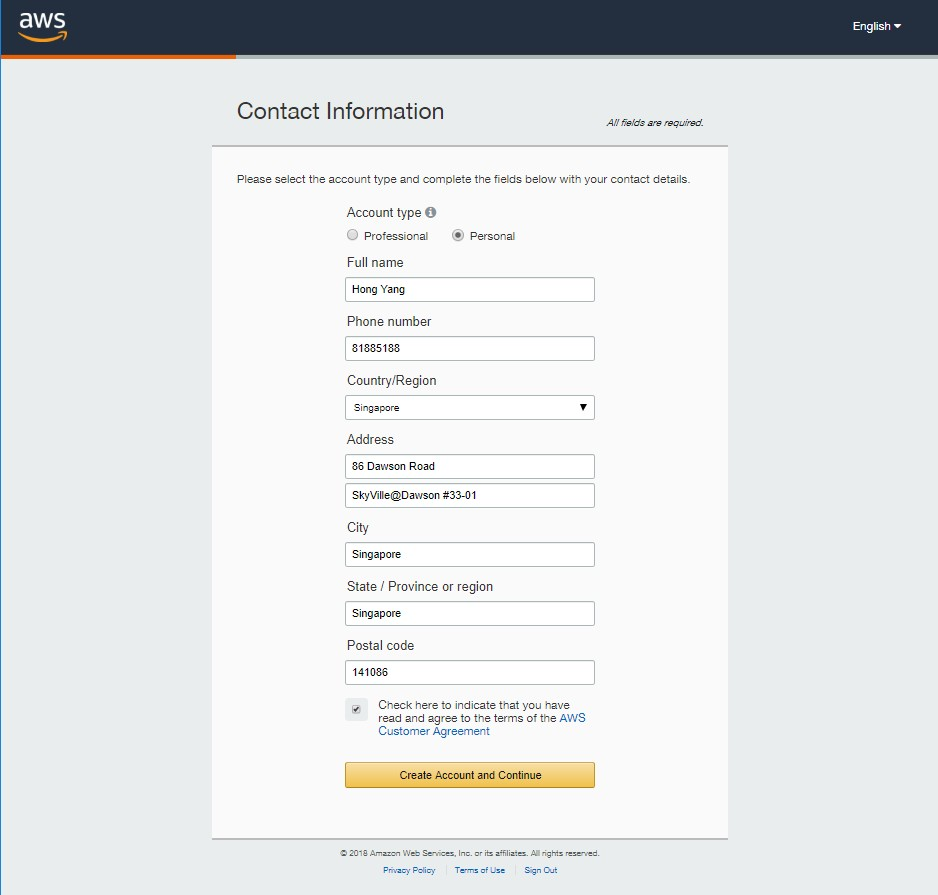 aws
English
Contact Information
All fields are required.
Please select the account type and complete the fields below with your contact details.
Account type
Professional Personal
Full name
Hong Yang
Phone number
81885188
Country/Region
Singapore
Address
86 Dawson Road
SkyVille@Dawson #33-01
City
Singapore
State / Province or region
Singapore
Postal code
141086
Check here to indicate that you have
read and agree to the terms of the AWS
Customer Agreement
Create Account and Continue
© 2018 Amazon Web Services, Inc. or its affiliates. All rights reserved.
Privacy Policy Terms of Use Sign Out